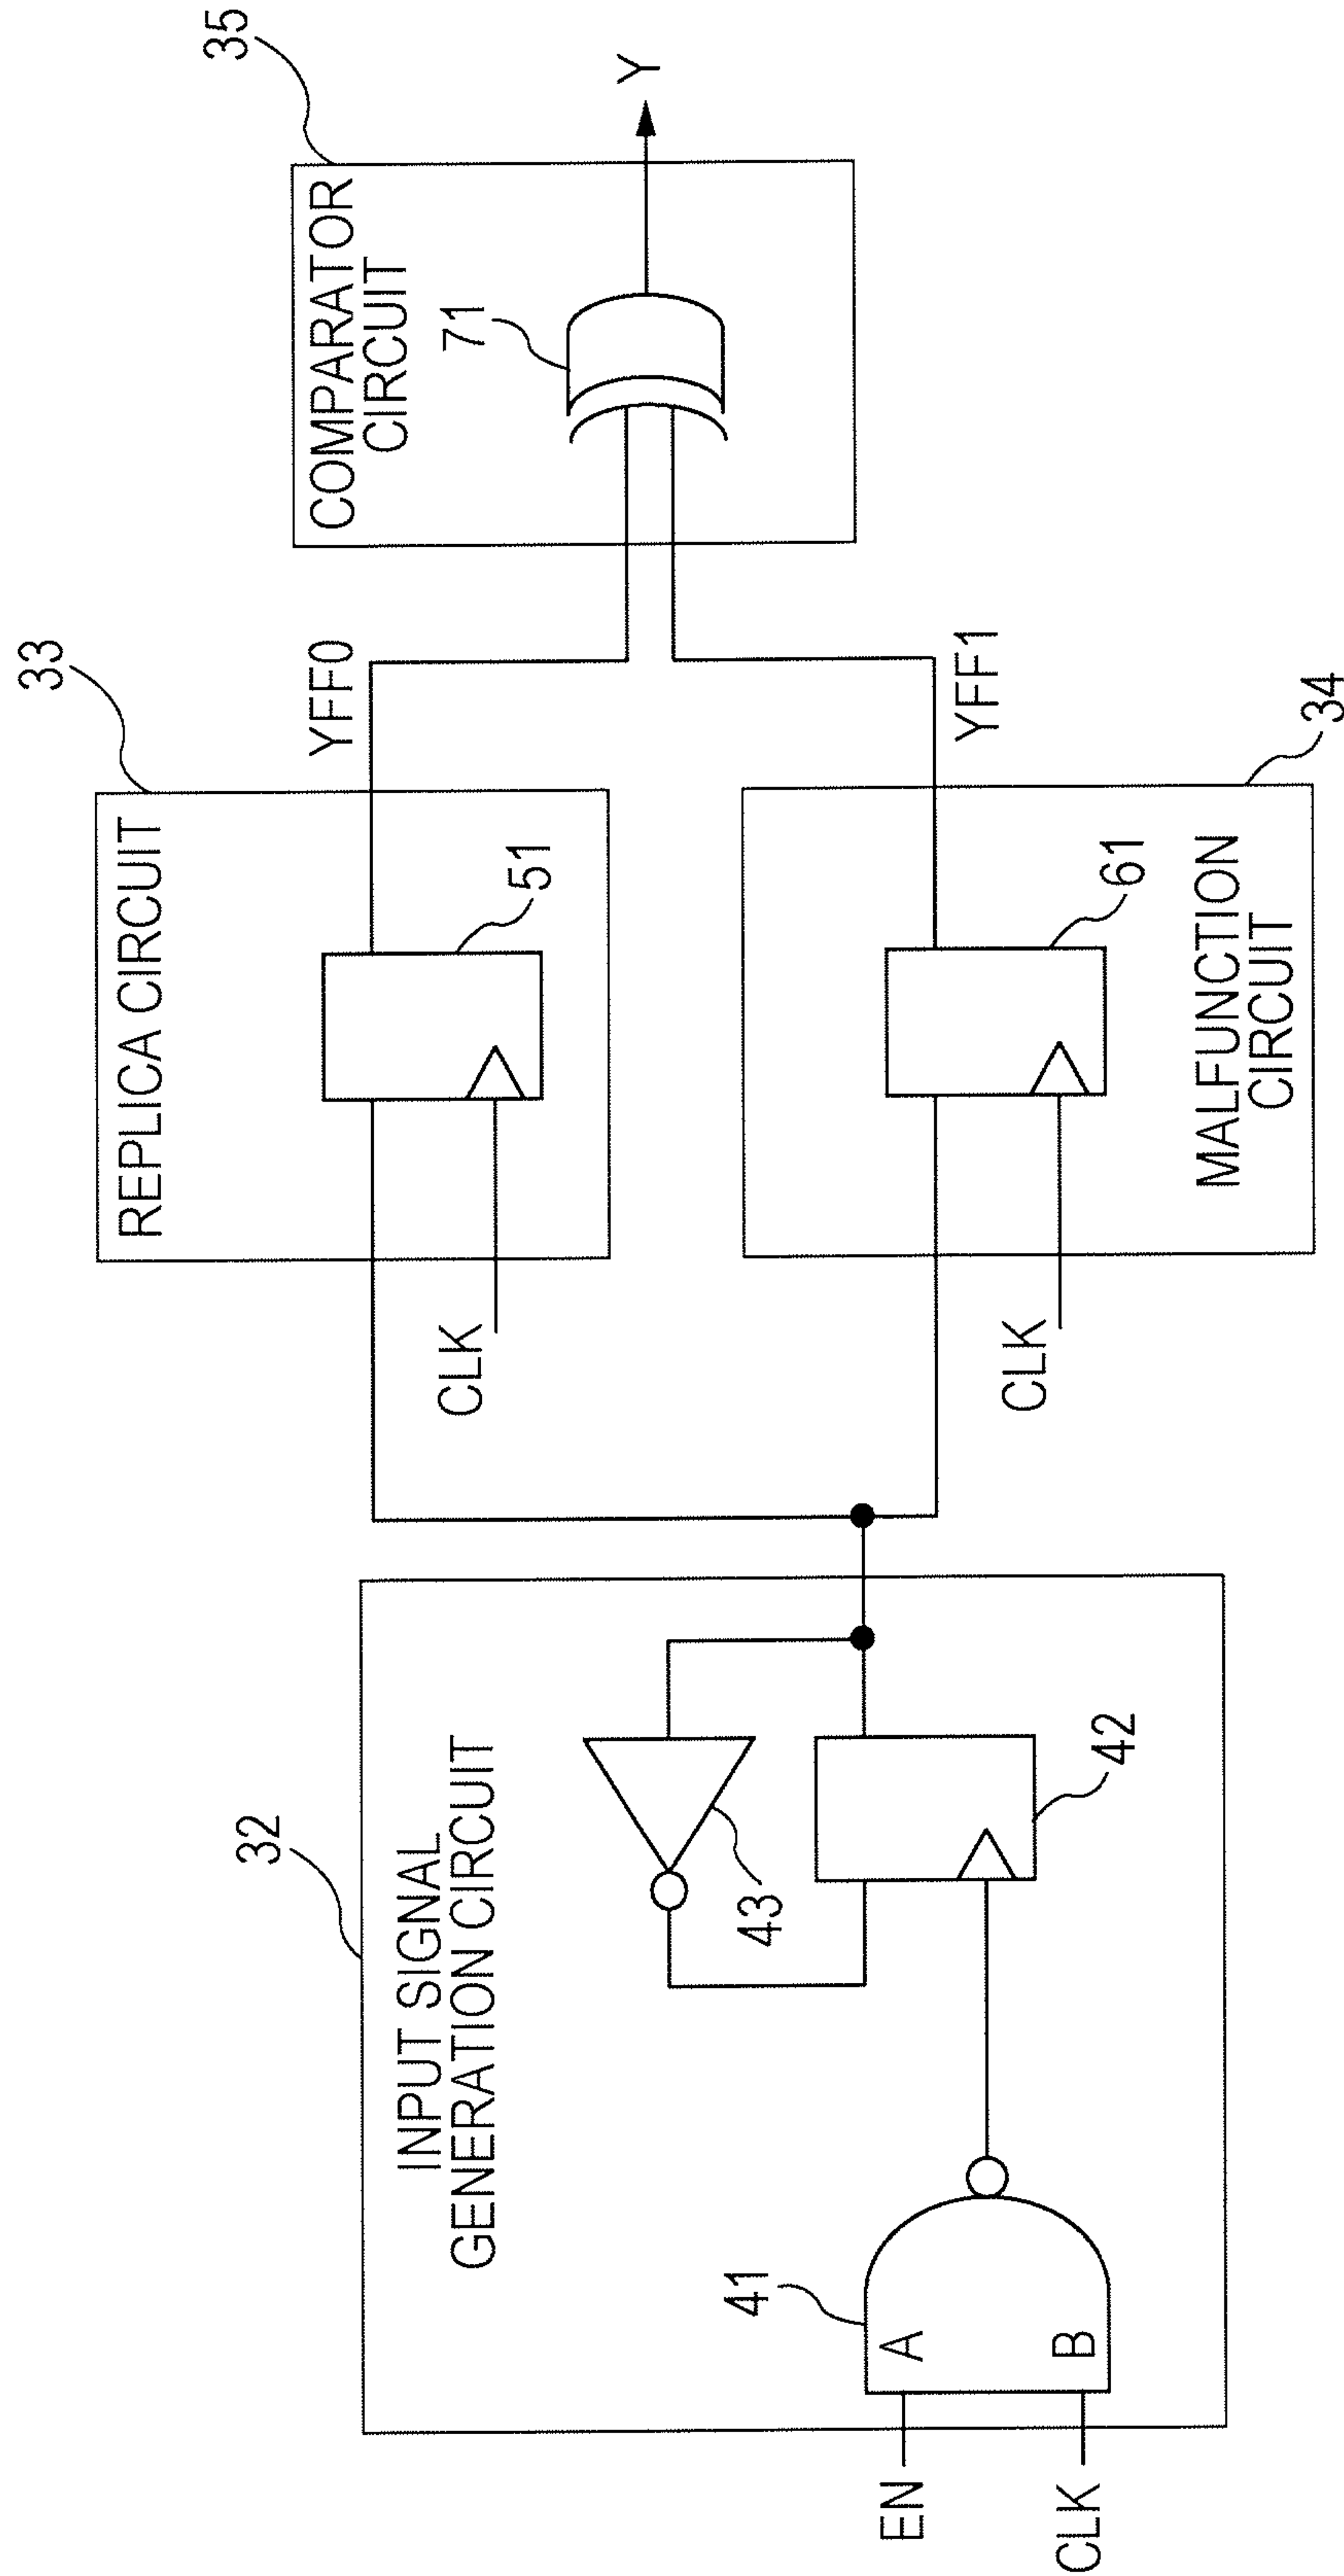 32
INPUT SIGNAL
GENERATION CIRCUIT
EN
CLK
A
B
41
42
43
33
REPLICA CIRCUIT
CLK
51
YFF0
34
MALFUNCTION
CIRCUIT
CLK
61
YFF1
35
COMPARATOR
CIRCUIT
71
Y